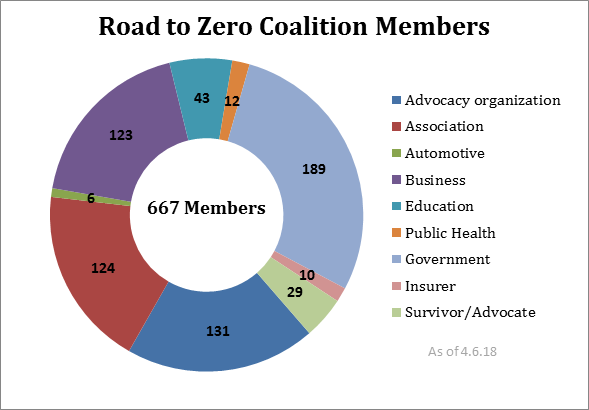 Road to Zero Coalition Members
43
12
123
189
6
667 Members
124
10
29
131
Advocacy organization
Association
Automotive
Business
Education
Public Health
Government
Insurer
Survivor/Advocate
As of 4.6.18